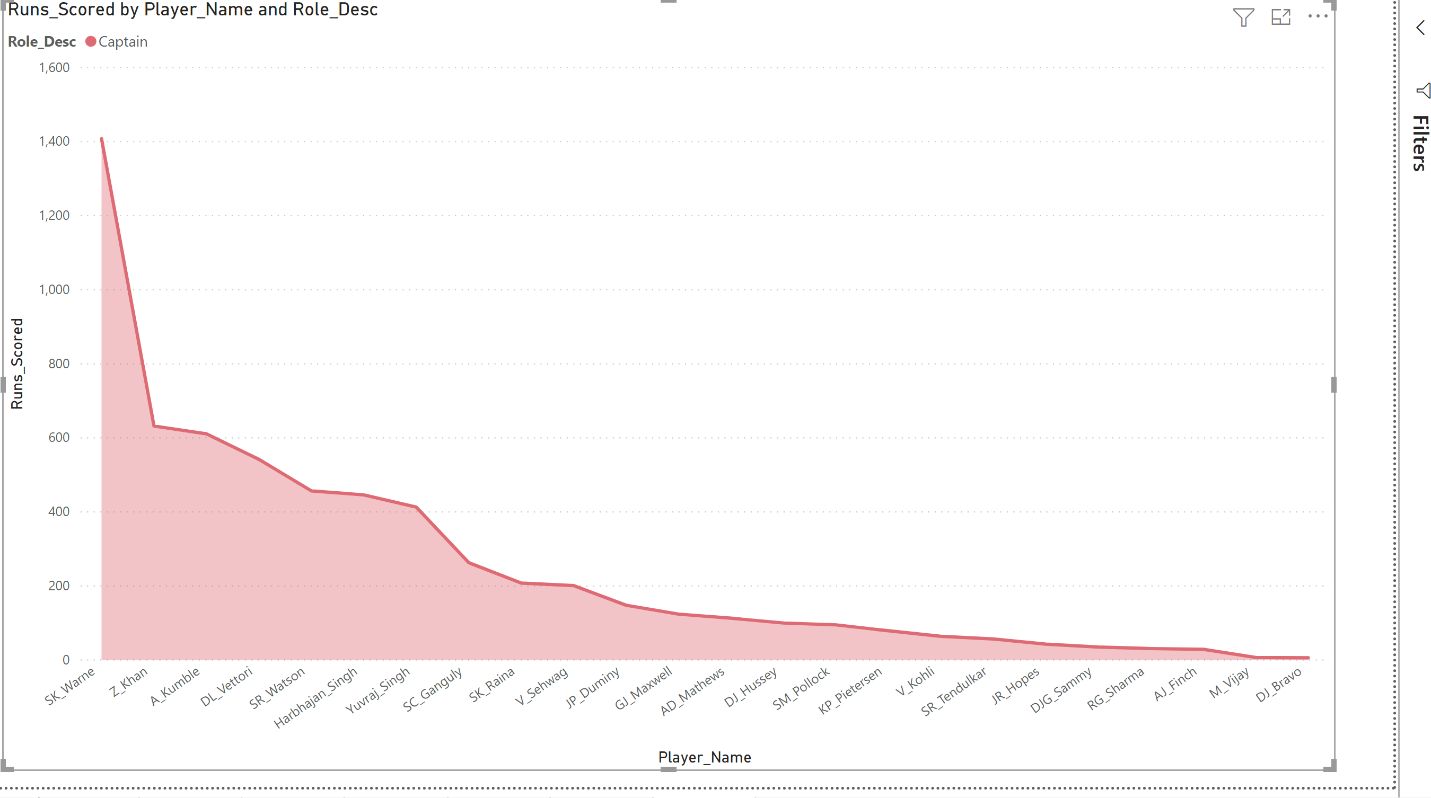 Runs_Scored by Player_Name and Role_Desc
Role_Desc Captain
1,600
1,400
1,200
1,000
800
600
400
200
0
Runs_Scored
SK_Warne
Z_Khan
A_Kumble
DL_Vettori
SR_Watson
Harbhajan_Singh
Yuvraj_Singh
SC_Ganguly
SK_Raina
V_Sehwag
JP_Duminy
GJ_Maxwell
AD_Mathews
DJ_Hussey
SM_Pollock
KP_Pietersen
V_Kohli
SR_Tendulkar
JR_Hopes
DJG_Sammy
RG_Sharma
AJ_Finch
M_Vijay
DJ_Bravo
Player_Name
Filters